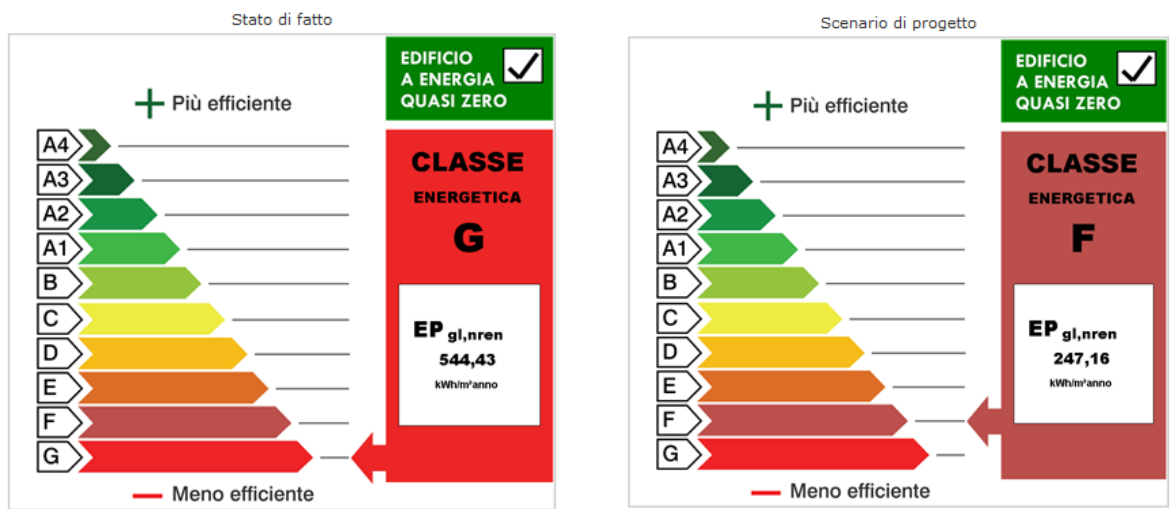 Stato di fatto
EDIFICIO
A ENERGIA
QUASI ZERO
Più efficiente
A4
A3
A2
A1
B
C
D
E
F
G
Meno efficiente
CLASSE
ENERGETICA
G
EP gl,nren
544,43
kWh/m²anno
Scenario di progetto
EDIFICIO
A ENERGIA
QUASI ZERO
Più efficiente
A4
A3
A2
A1
B
C
D
E
F
G
Meno efficiente
CLASSE
ENERGETICA
F
EP gl,nren
247,16
kWh/m²anno